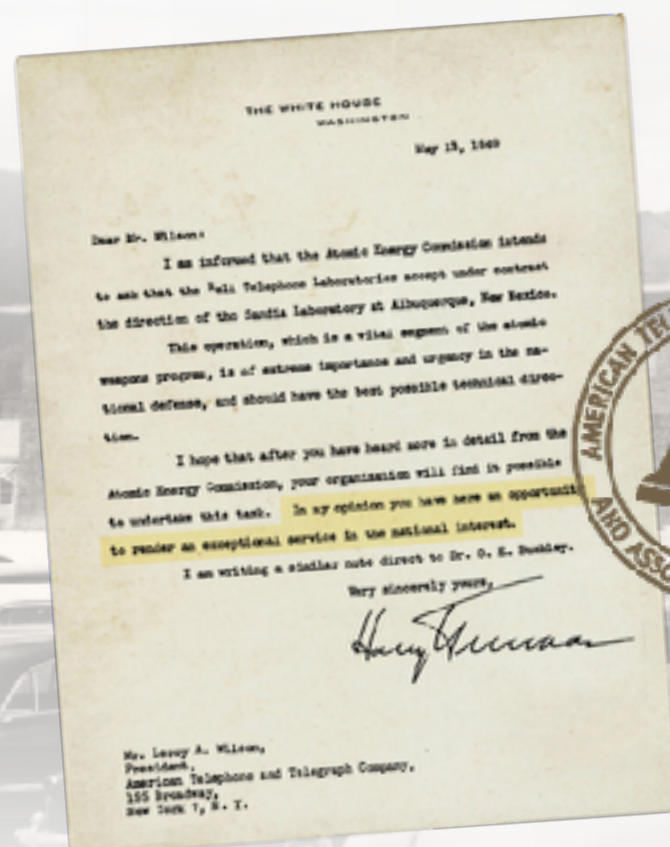 THE WHITE HOUSE
WASHINGTON
May 13, 1949
Dear Mr. Wilson:
I am informed that the Atomic Energy Commission intends
to ask that the Bell Telephone Laboratories accept under contract
the direction of the Sandia Laboratory at Albuquerque, New Mexico.
This operation, which is a vital segment of the atomic
weapons program, is of extreme importance and urgency in the na-
tional defense, and should have the best possible technical direc-
tion.
I hope that after you have heard more in detail from the
Atomic Energy Commission, your organization will find it possible
to undertake this task. In my opinion you have here an opportunity
to render an exceptional service in the national interest.
I am writing a similar note direct to Dr. O. E. Buckley.
Very sincerely yours,
Harry Truman
Mr. Leroy A. Wilson,
President,
American Telephone and Telegraph Company,
195 Broadway,
New York 7, N. Y.
AMERICAN TEL
AND ASSO